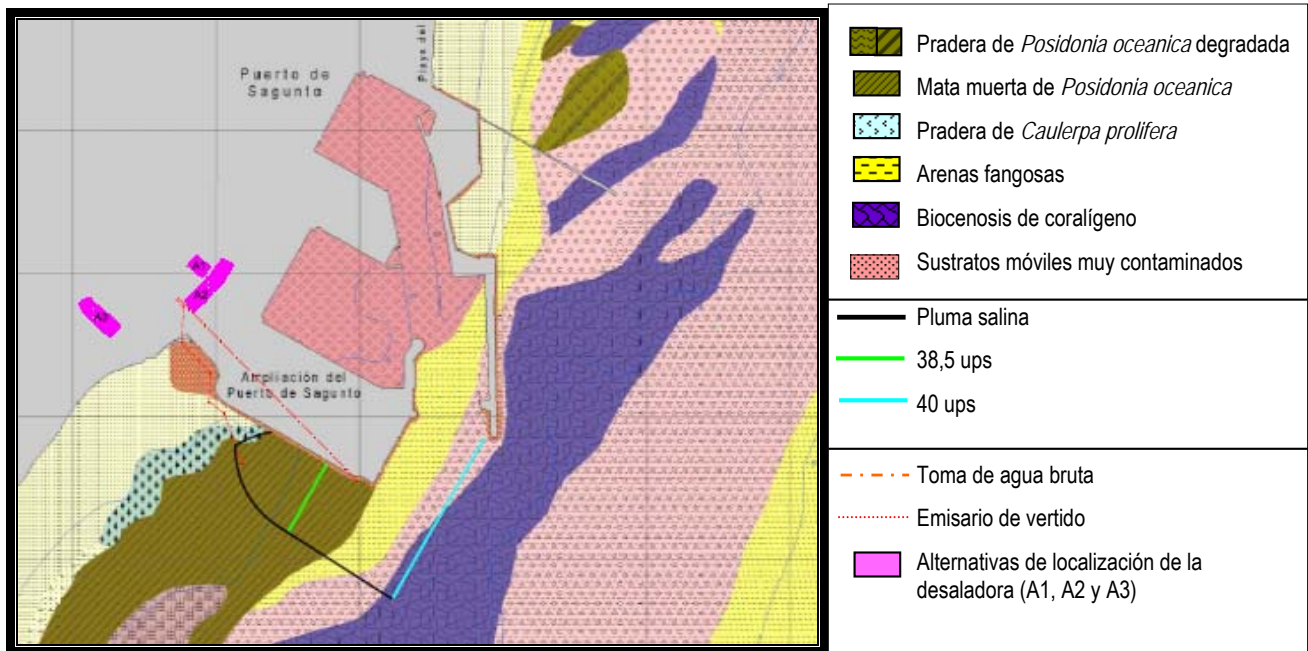 Puerto de
Sagunto
Playa del
A1
A2
A3
Ampliación del
Puerto de Sagunto
Pradera de Posidonia oceanica degradada
Mata muerta de Posidonia oceanica
Pradera de Caulerpa prolifera
Arenas fangosas
Biocenosis de coralígeno
Sustratos móviles muy contaminados
Pluma salina
38,5 ups
40 ups
Toma de agua bruta
Emisario de vertido
Alternativas de localización de la
desaladora (A1, A2 y A3)